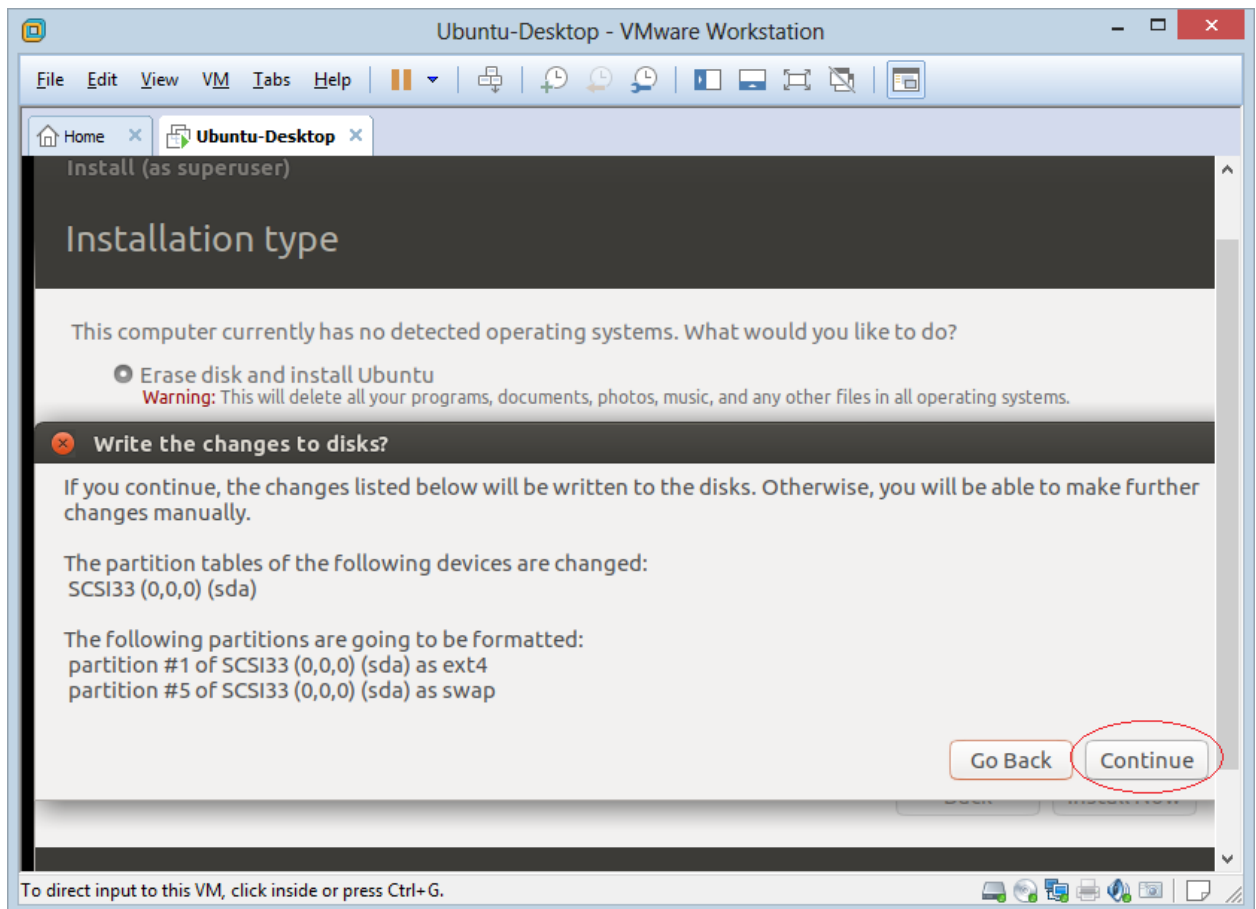 Ubuntu-Desktop - VMware Workstation
File Edit View VM Tabs Help
Home Ubuntu-Desktop
Install (as superuser)
Installation type
This computer currently has no detected operating systems. What would you like to do?
Erase disk and install Ubuntu
Warning: This will delete all your programs, documents, photos, music, and any other files in all operating systems.
Write the changes to disks?
If you continue, the changes listed below will be written to the disks. Otherwise, you will be able to make further
changes manually.
The partition tables of the following devices are changed:
SCSI33 (0,0,0) (sda)
The following partitions are going to be formatted:
partition #1 of SCSI33 (0,0,0) (sda) as ext4
partition #5 of SCSI33 (0,0,0) (sda) as swap
Go Back Continue
Back Install Now
To direct input to this VM, click inside or press Ctrl+G.